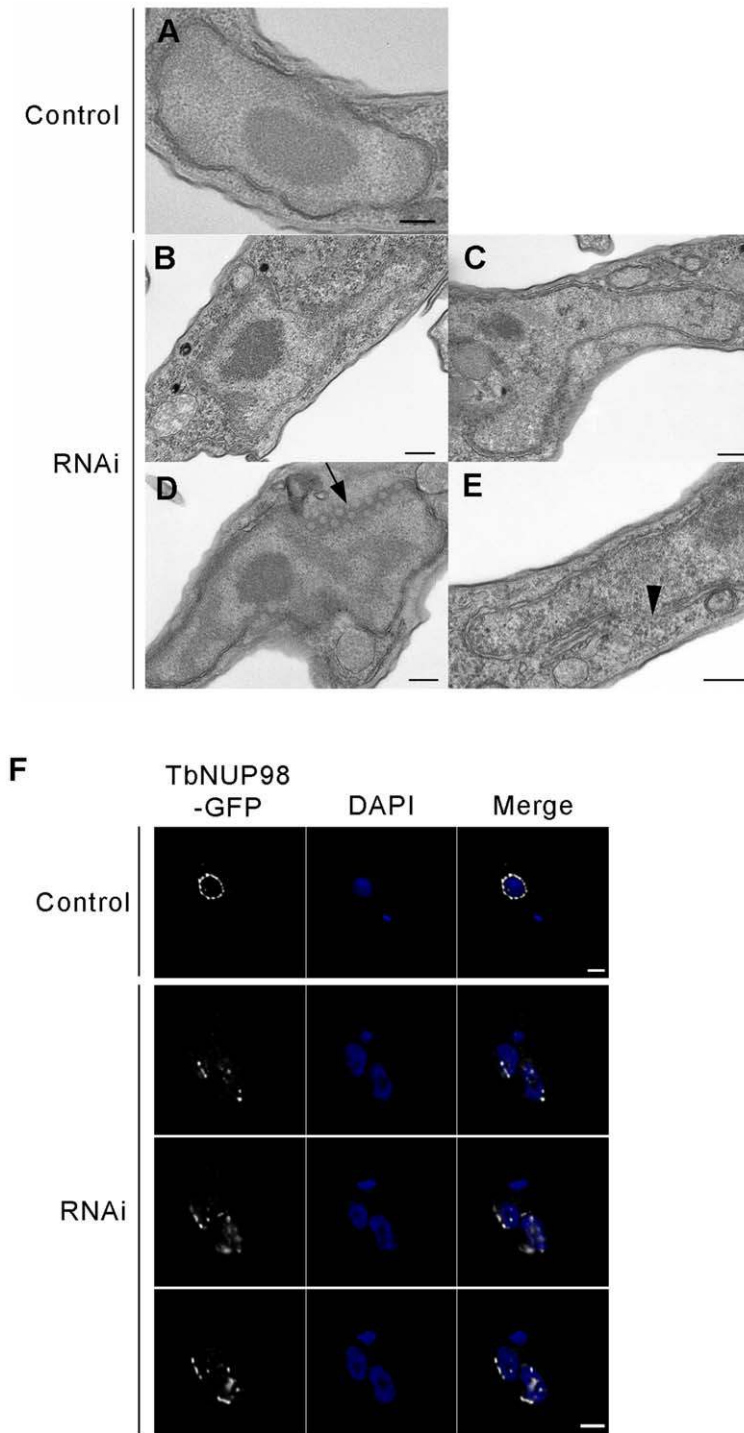 A
Control
B
C
RNAi
D
E
F
TbNUP98
-GFP
DAPI
Merge
Control
RNAi